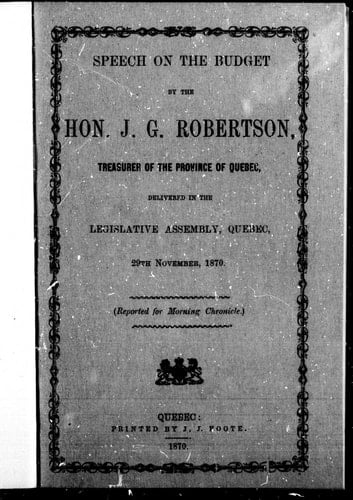 SPEECH ON THE BUDGET
BY THE
HON. J. G. ROBERTSON,
TREASURER OF THE PROVINCE OF QUEBEC,
DELIVERED IN THE
LEGISLATIVE ASSEMBLY, QUEBEC,
29TH NOVEMBER, 1870.
(Reported for Morning Chronicle.)
QUEBEC:
PRINTED BY J. J. FOOTE.
1870.